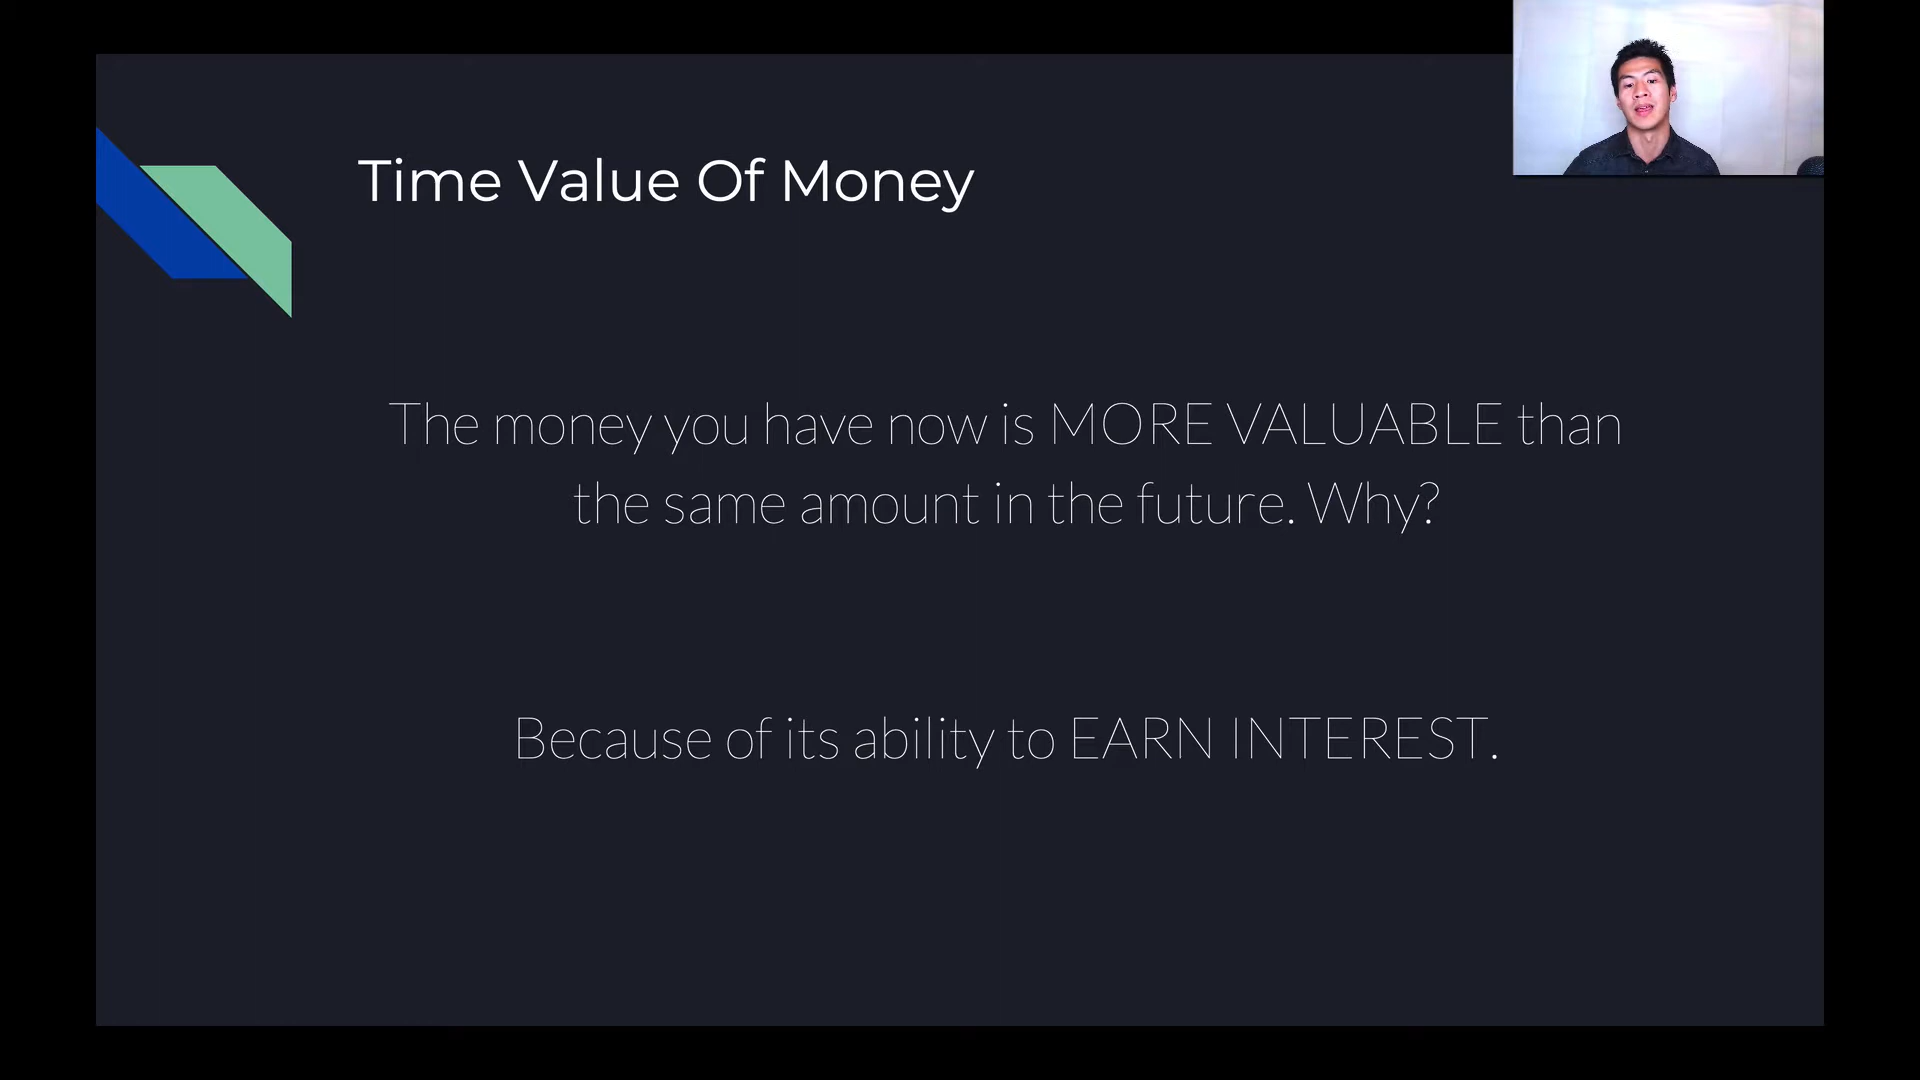 Time Value Of Money
The money you have now is MORE VALUABLE than
the same amount in the future. Why?
Because of its ability to EARN INTEREST.